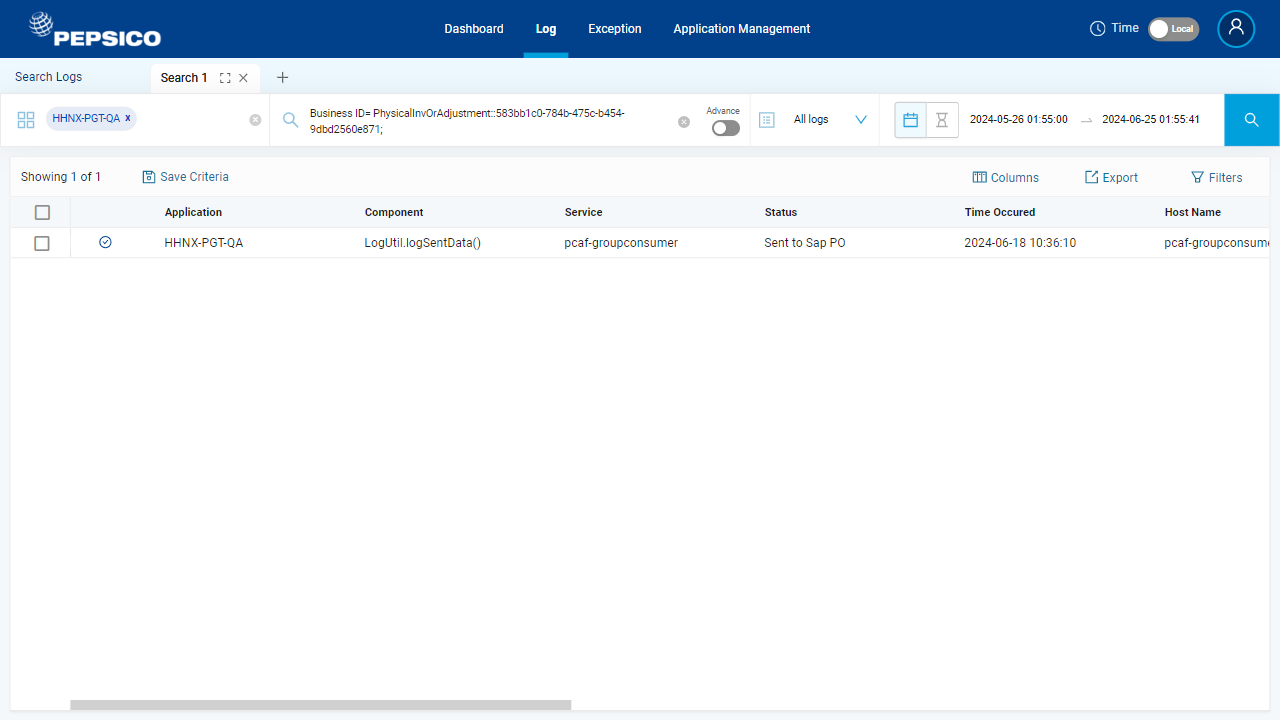 PEPSICO
Dashboard
Log
Exception
Application Management
Time
Local
Search Logs
Search 1
HHNX-PGT-QA x
Business ID= PhysicalInvOrAdjustment::583bb1c0-784b-475c-b454-
9dbd2560e871;
Advance
All logs
2024-05-26 01:55:00
2024-06-25 01:55:41
Showing 1 of 1
Save Criteria
Columns
Export
Filters
Application
Component
Service
Status
Time Occured
Host Name
HHNX-PGT-QA
LogUtil.logSentData()
pcaf-groupconsumer
Sent to Sap PO
2024-06-18 10:36:10
pcaf-groupconsume